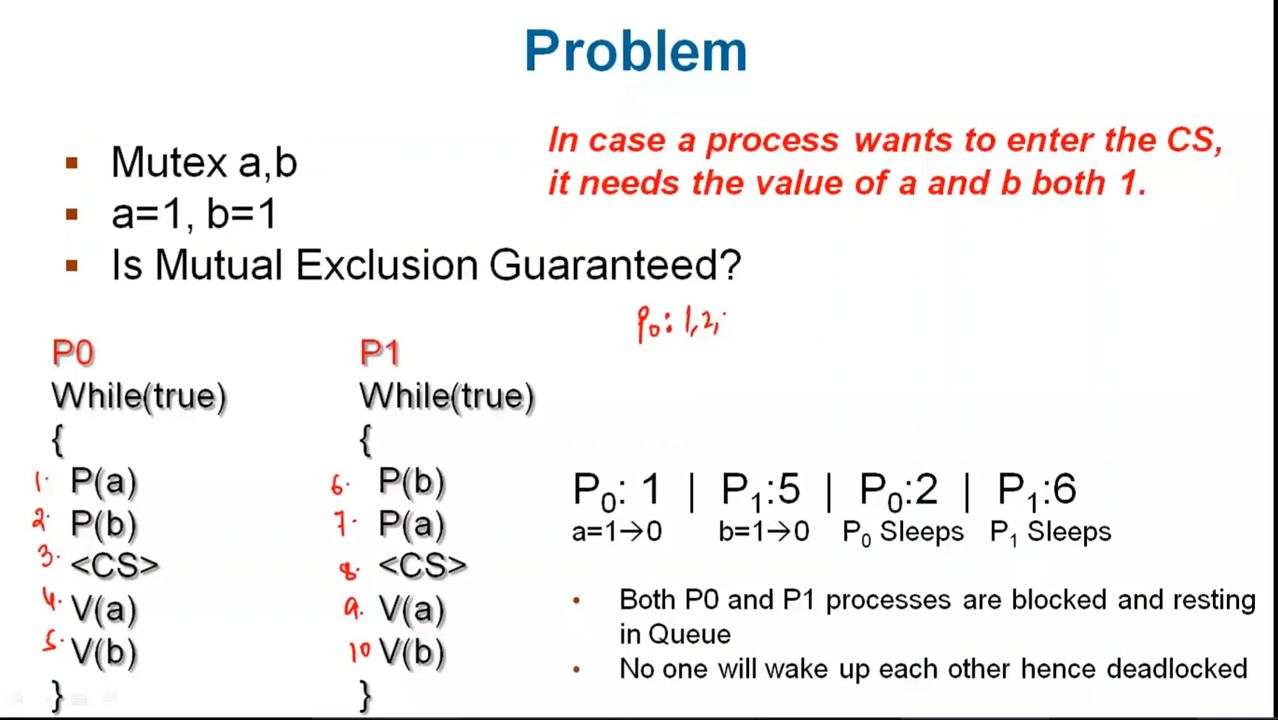 Problem
▪ Mutex a,b
▪ a=1, b=1
▪ Is Mutual Exclusion Guaranteed?
In case a process wants to enter the CS,
it needs the value of a and b both 1.
P0: 1,2,
P0
While(true)
{
1. P(a)
2. P(b)
3. <CS>
4. V(a)
5. V(b)
}
P1
While(true)
{
6. P(b)
7. P(a)
8. <CS>
9. V(a)
10 V(b)
}
P₀: 1 | P₁:5 | P₀:2 | P₁:6
a=1→0 b=1→0 P₀ Sleeps P₁ Sleeps
• Both P0 and P1 processes are blocked and resting
in Queue
• No one will wake up each other hence deadlocked